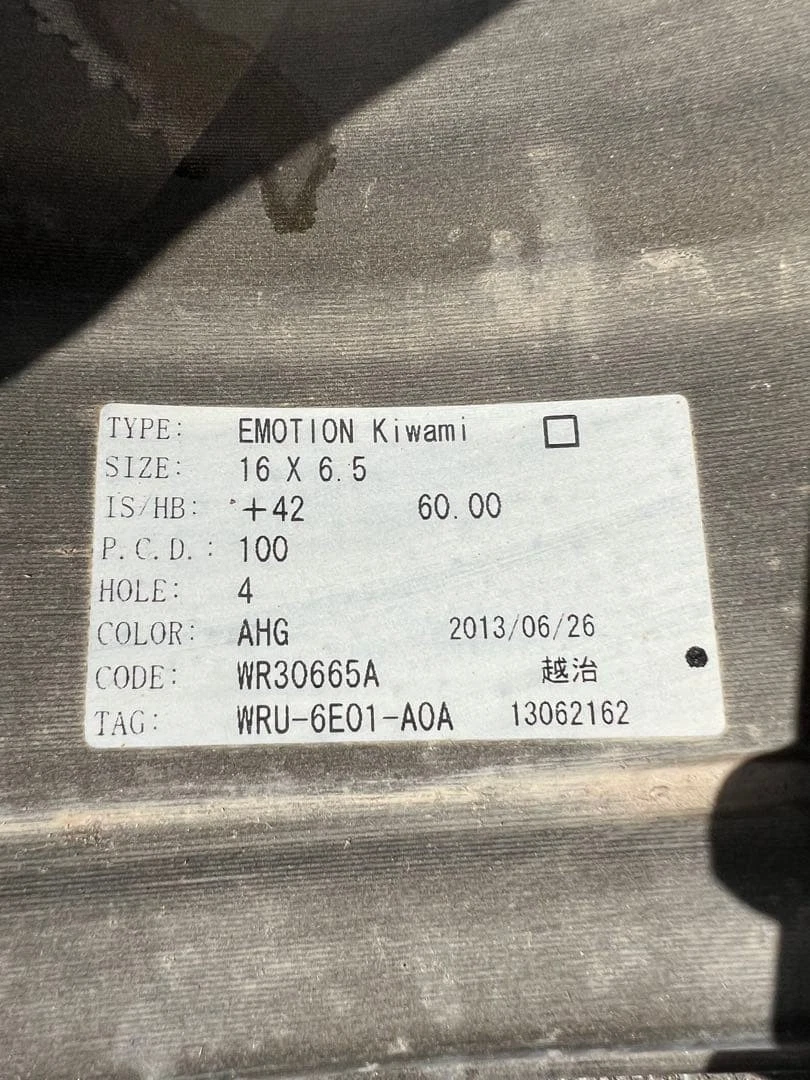 TYPE: EMOTION Kiwami □
SIZE: 16 X 6.5
IS/HB: +42 60.00
P.C.D.: 100
HOLE: 4
COLOR: AHG 2013/06/26
CODE: WR30665A 越治
TAG: WRU-6E01-A0A 13062162